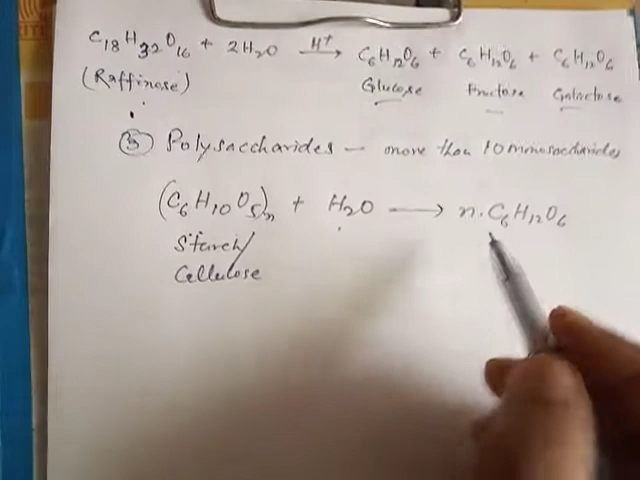 C₁₈H₃₂O₁₆ + 2H₂O —H⁺→ C₆H₁₂O₆ + C₆H₁₂O₆ + C₆H₁₂O₆
(Raffinose) Glucose Fructose Galactose
③ Polysaccharides — more than 10 monosaccharides
(C₆H₁₀O₅)ₙ + H₂O → n.C₆H₁₂O₆
Starch/
Cellulose